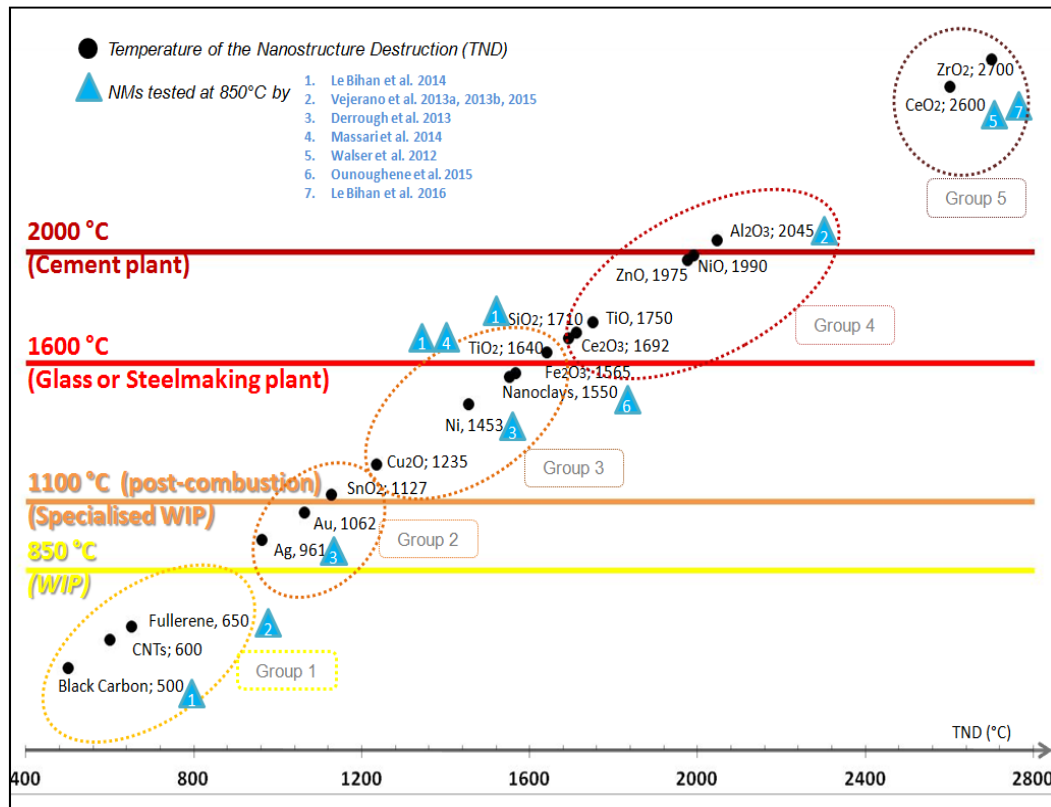 Temperature of the Nanostructure Destruction (TND)
NMs tested at 850°C by
1. Le Bihan et al. 2014
2. Vejerano et al. 2013a, 2013b, 2015
3. Derrough et al. 2013
4. Massari et al. 2014
5. Walser et al. 2012
6. Ounoughene et al. 2015
7. Le Bihan et al. 2016
ZrO2; 2700
CeO2; 2600
5
7
Group 5
2000 °C
(Cement plant)
Al2O3; 2045
2
NiO, 1990
ZnO, 1975
Group 4
1
SiO2; 1710
TiO, 1750
1
4
TiO2; 1640
Ce2O3; 1692
1600 °C
(Glass or Steelmaking plant)
Fe2O3; 1565
Nanoclays, 1550
6
Ni, 1453
3
Cu2O; 1235
Group 3
1100 °C (post-combustion)
(Specialised WIP)
SnO2; 1127
Au, 1062
Ag, 961
3
Group 2
850 °C
(WIP)
Fullerene, 650
2
CNTs; 600
Group 1
Black Carbon; 500
1
TND (°C)
400 800 1200 1600 2000 2400 2800